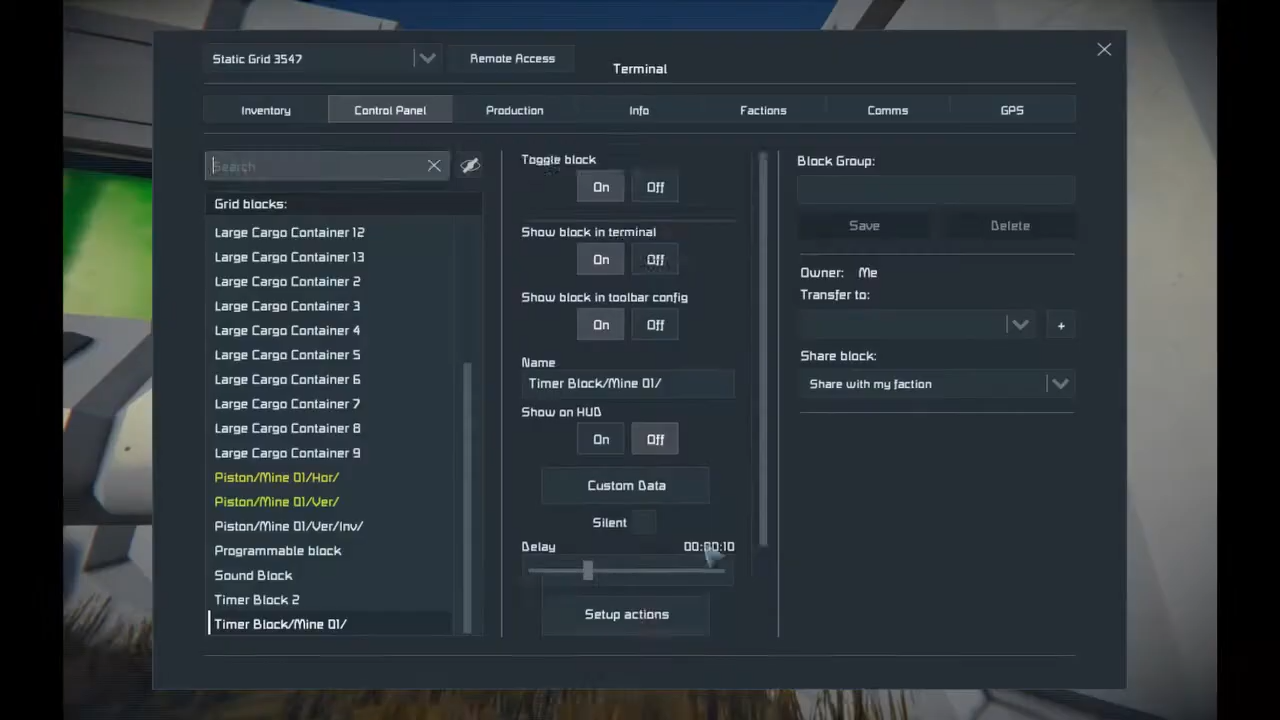 Static Grid 3547
Remote Access
Terminal
Inventory
Control Panel
Production
Info
Factions
Comms
GPS
Search
Grid blocks:
Large Cargo Container 12
Large Cargo Container 13
Large Cargo Container 2
Large Cargo Container 3
Large Cargo Container 4
Large Cargo Container 5
Large Cargo Container 6
Large Cargo Container 7
Large Cargo Container 8
Large Cargo Container 9
Piston/Mine 01/Hor/
Piston/Mine 01/Ver/
Piston/Mine 01/Ver/Inv/
Programmable block
Sound Block
Timer Block 2
Timer Block/Mine 01/
Toggle block
On Off
Show block in terminal
On Off
Show block in toolbar config
On Off
Name
Timer Block/Mine 01/
Show on HUD
On Off
Custom Data
Silent
Delay 00:00:10
Setup actions
Block Group:
Save Delete
Owner: Me
Transfer to:
+
Share block:
Share with my faction